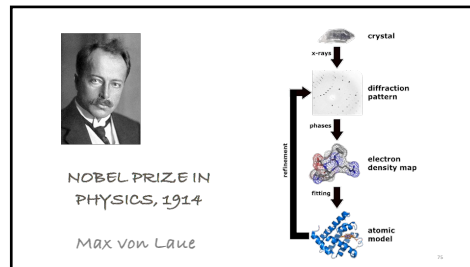 NOBEL PRIZE IN
PHYSICS, 1914
Max von Laue
crystal
x-rays
diffraction
pattern
phases
refinement
electron
density map
fitting
atomic
model
75